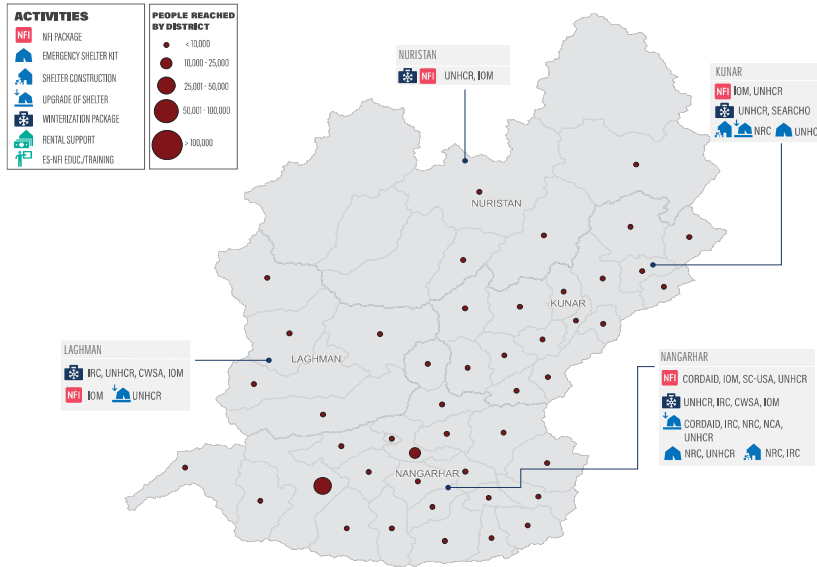 ACTIVITIES
NFI NFI PACKAGE
EMERGENCY SHELTER KIT
SHELTER CONSTRUCTION
UPGRADE OF SHELTER
WINTERIZATION PACKAGE
RENTAL SUPPORT
ES-NFI EDUC./TRAINING
PEOPLE REACHED
BY DISTRICT
< 10,000
10,000 - 25,000
25,001 - 50,000
50,001 - 100,000
> 100,000
NURISTAN
NFI UNHCR, IOM
KUNAR
NFI IOM, UNHCR
UNHCR, SEARCHO
NRC UNHC
NURISTAN
KUNAR
LAGHMAN
LAGHMAN
IRC, UNHCR, CWSA, IOM
NFI IOM UNHCR
NANGARHAR
NFI CORDAID, IOM, SC-USA, UNHCR
UNHCR, IRC, CWSA, IOM
CORDAID, IRC, NRC, NCA,
UNHCR
NRC, UNHCR NRC, IRC
NANGARHAR